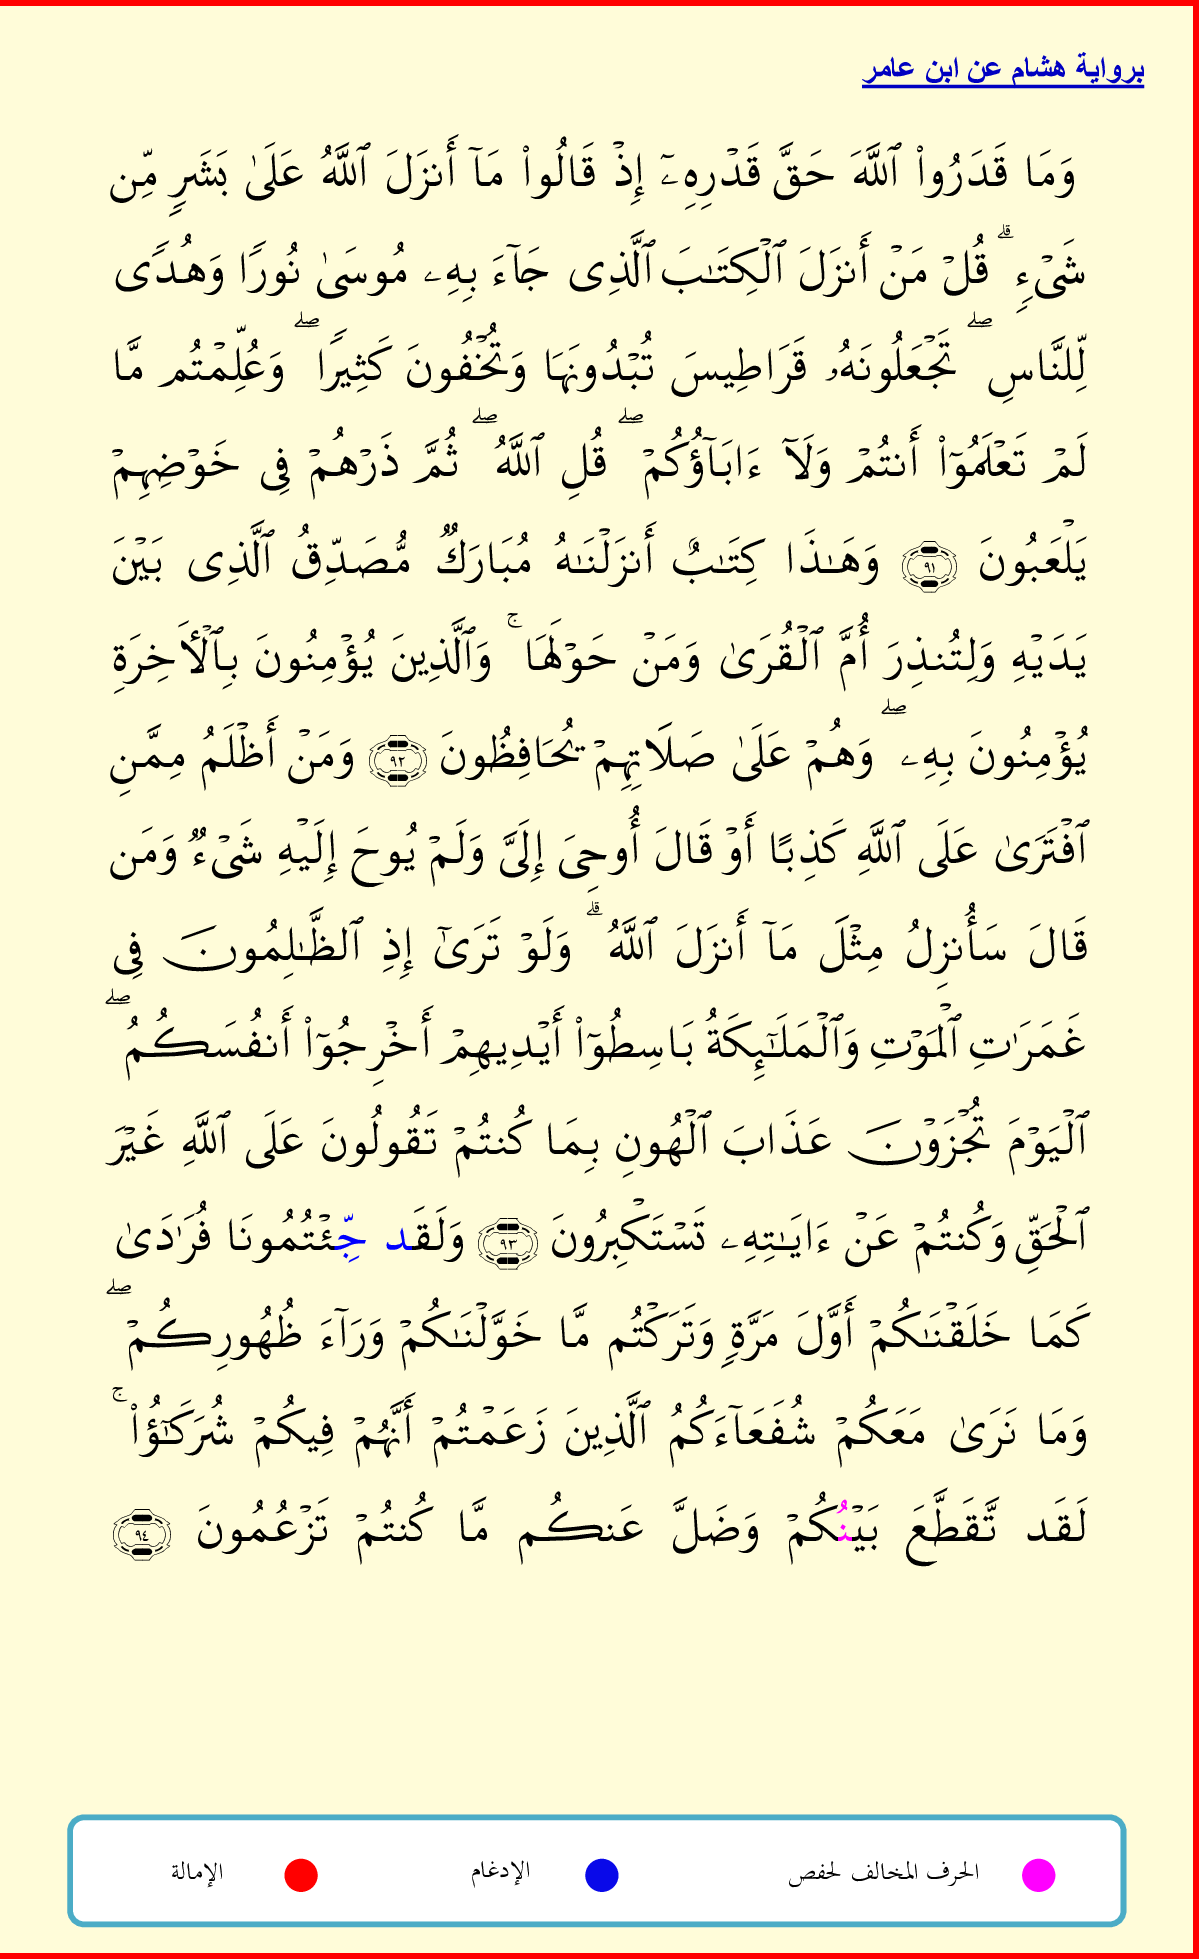 برواية هشام عن ابن عامر
وَمَا قَدَرُوا۟ ٱللَّهَ حَقَّ قَدْرِهِۦٓ إِذْ قَالُوا۟ مَآ أَنزَلَ ٱللَّهُ عَلَىٰ بَشَرٍ مِّن
شَىْءٍ ۗ قُلْ مَنْ أَنزَلَ ٱلْكِتَـٰبَ ٱلَّذِى جَآءَ بِهِۦ مُوسَىٰ نُورًا وَهُدًى
لِّلنَّاسِ ۖ تَجْعَلُونَهُۥ قَرَاطِيسَ تُبْدُونَهَا وَتُخْفُونَ كَثِيرًا ۖ وَعُلِّمْتُم مَّا
لَمْ تَعْلَمُوٓا۟ أَنتُمْ وَلَآ ءَابَآؤُكُمْ ۖ قُلِ ٱللَّهُ ۖ ثُمَّ ذَرْهُمْ فِى خَوْضِهِمْ
يَلْعَبُونَ ٩١ وَهَـٰذَا كِتَـٰبٌ أَنزَلْنَـٰهُ مُبَارَكٌ مُّصَدِّقُ ٱلَّذِى بَيْنَ
يَدَيْهِ وَلِتُنذِرَ أُمَّ ٱلْقُرَىٰ وَمَنْ حَوْلَهَا ۚ وَٱلَّذِينَ يُؤْمِنُونَ بِٱلْأَخِرَةِ
يُؤْمِنُونَ بِهِۦ ۖ وَهُمْ عَلَىٰ صَلَاتِهِمْ يُحَافِظُونَ ٩٢ وَمَنْ أَظْلَمُ مِمَّنِ
ٱفْتَرَىٰ عَلَى ٱللَّهِ كَذِبًا أَوْ قَالَ أُوحِىَ إِلَىَّ وَلَمْ يُوحَ إِلَيْهِ شَىْءٌ وَمَن
قَالَ سَأُنزِلُ مِثْلَ مَآ أَنزَلَ ٱللَّهُ ۗ وَلَوْ تَرَىٰٓ إِذِ ٱلظَّـٰلِمُونَ فِى
غَمَرَٰتِ ٱلْمَوْتِ وَٱلْمَلَـٰٓئِكَةُ بَاسِطُوٓا۟ أَيْدِيهِمْ أَخْرِجُوٓا۟ أَنفُسَكُمُ ۖ
ٱلْيَوْمَ تُجْزَوْنَ عَذَابَ ٱلْهُونِ بِمَا كُنتُمْ تَقُولُونَ عَلَى ٱللَّهِ غَيْرَ
ٱلْحَقِّ وَكُنتُمْ عَنْ ءَايَـٰتِهِۦ تَسْتَكْبِرُونَ ٩٣ وَلَقَد جِّئْتُمُونَا فُرَٰدَىٰ
كَمَا خَلَقْنَـٰكُمْ أَوَّلَ مَرَّةٍ وَتَرَكْتُم مَّا خَوَّلْنَـٰكُمْ وَرَآءَ ظُهُورِكُمْ ۖ
وَمَا نَرَىٰ مَعَكُمْ شُفَعَآءَكُمُ ٱلَّذِينَ زَعَمْتُمْ أَنَّهُمْ فِيكُمْ شُرَكَـٰٓؤُا۟ ۚ
لَقَد تَّقَطَّعَ بَيْنُكُمْ وَضَلَّ عَنكُم مَّا كُنتُمْ تَزْعُمُونَ ٩٤
الحرف المخالف لحفص الإدغام الإمالة